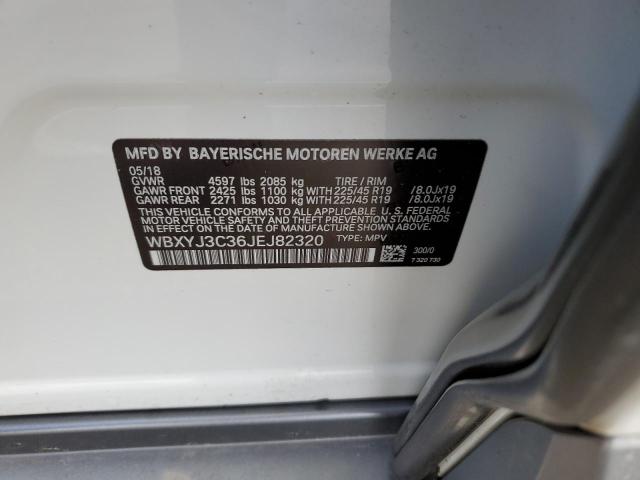 MFD BY BAYERISCHE MOTOREN WERKE AG
05/18
GVWR 4597 lbs 2085 kg TIRE / RIM
GAWR FRONT 2425 lbs 1100 kg WITH 225/45 R19 /8.0Jx19
GAWR REAR 2271 lbs 1030 kg WITH 225/45 R19 /8.0Jx19
THIS VEHICLE CONFORMS TO ALL APPLICABLE U. S. FEDERAL
MOTOR VEHICLE SAFETY AND THEFT PREVENTION STANDARDS
IN EFFECT ON THE DATE OF MANUFACTURE SHOWN ABOVE.
WBXYJ3C36JEJ82320 TYPE: MPV
300/0
7 320 730